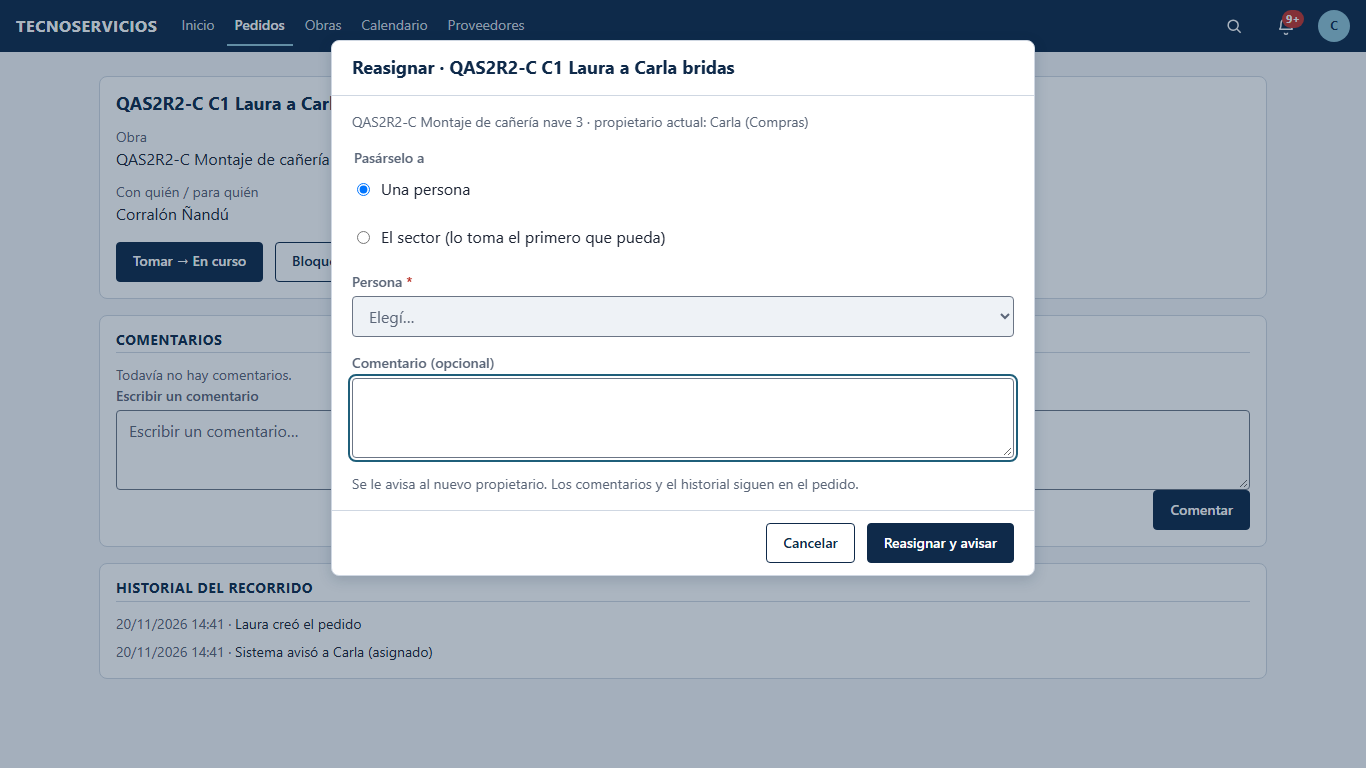 TECNOSERVICIOS Inicio Pedidos Obras Calendario Proveedores 9+ C
Reasignar · QAS2R2-C C1 Laura a Carla bridas
QAS2R2-C Montaje de cañería nave 3 · propietario actual: Carla (Compras)
Pasárselo a
Una persona
El sector (lo toma el primero que pueda)
Persona *
Elegí...
Comentario (opcional)
Se le avisa al nuevo propietario. Los comentarios y el historial siguen en el pedido.
Cancelar Reasignar y avisar
QAS2R2-C C1 Laura a
Obra
QAS2R2-C Montaje de cañería
Con quién / para quién
Corralón Ñandú
Tomar → En curso
COMENTARIOS
Todavía no hay comentarios.
Escribir un comentario
Escribir un comentario...
Comentar
HISTORIAL DEL RECORRIDO
20/11/2026 14:41 · Laura creó el pedido
20/11/2026 14:41 · Sistema avisó a Carla (asignado)